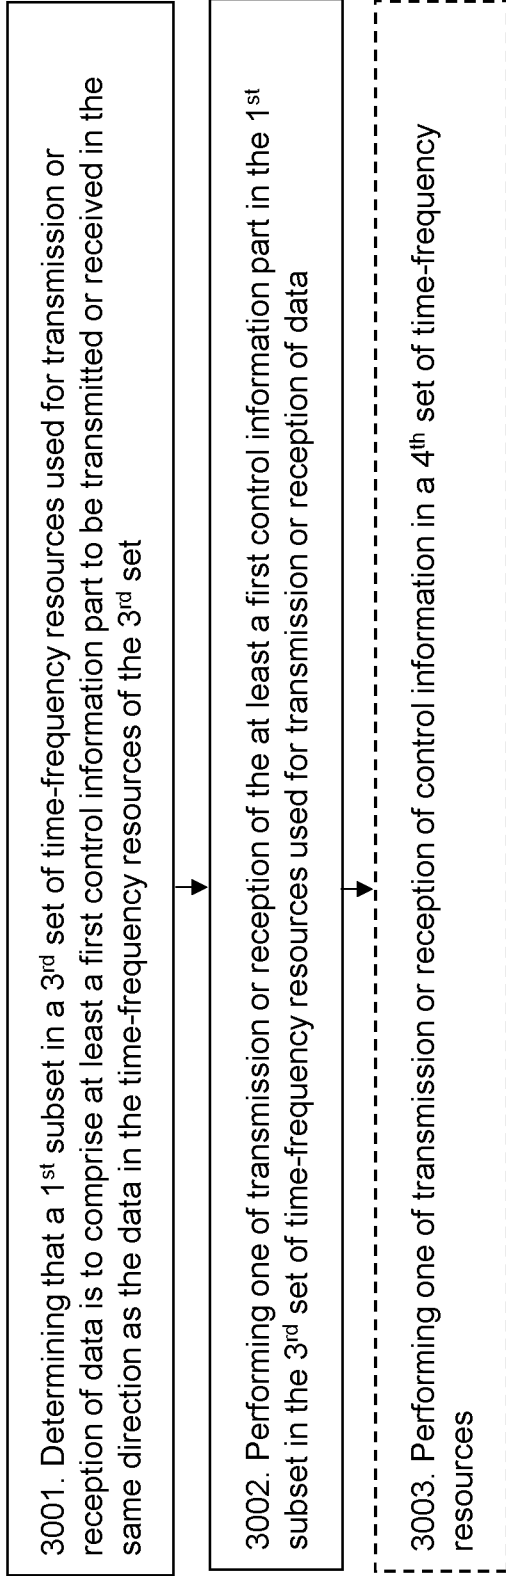 3001. Determining that a 1st subset in a 3rd set of time-frequency resources used for transmission or
reception of data is to comprise at least a first control information part to be transmitted or received in the
same direction as the data in the time-frequency resources of the 3rd set
3002. Performing one of transmission or reception of the at least a first control information part in the 1st
subset in the 3rd set of time-frequency resources used for transmission or reception of data
3003. Performing one of transmission or reception of control information in a 4th set of time-frequency
resources